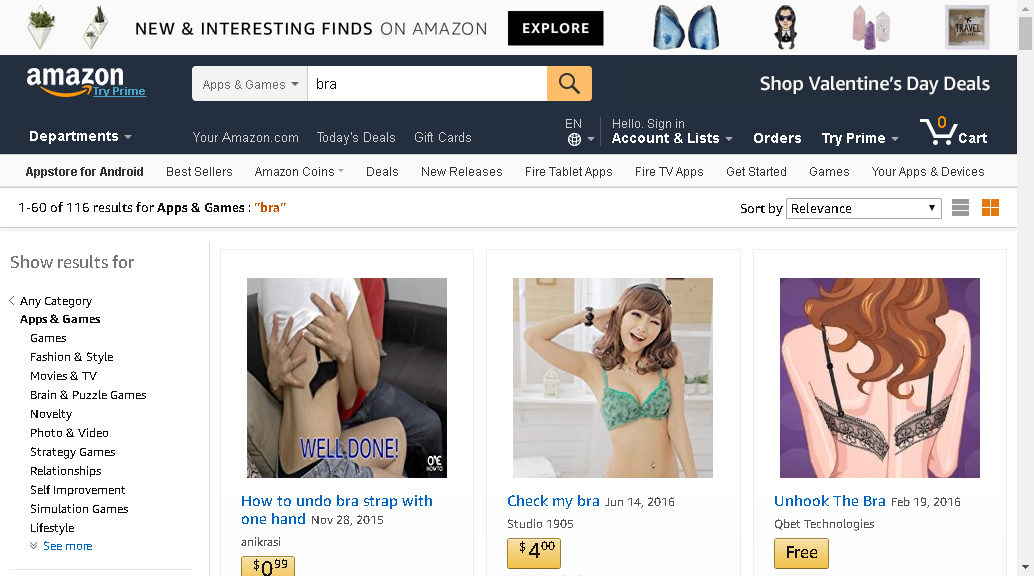 NEW & INTERESTING FINDS ON AMAZON EXPLORE
TRAVEL
amazon
Try Prime
Apps & Games bra
Shop Valentine's Day Deals
Departments
Your Amazon.com Today's Deals Gift Cards
EN
Hello. Sign in
Account & Lists
Orders
Try Prime
0
Cart
Appstore for Android Best Sellers Amazon Coins Deals New Releases Fire Tablet Apps Fire TV Apps Get Started Games Your Apps & Devices
1-60 of 116 results for Apps & Games : "bra"
Sort by Relevance
Show results for
Any Category
Apps & Games
Games
Fashion & Style
Movies & TV
Brain & Puzzle Games
Novelty
Photo & Video
Strategy Games
Relationships
Self Improvement
Simulation Games
Lifestyle
See more
WELL DONE!
HOWTO
How to undo bra strap with
one hand Nov 28, 2015
anikrasi
$0.99
Check my bra Jun 14, 2016
Studio 1905
$4.00
Unhook The Bra Feb 19, 2016
Qbet Technologies
Free